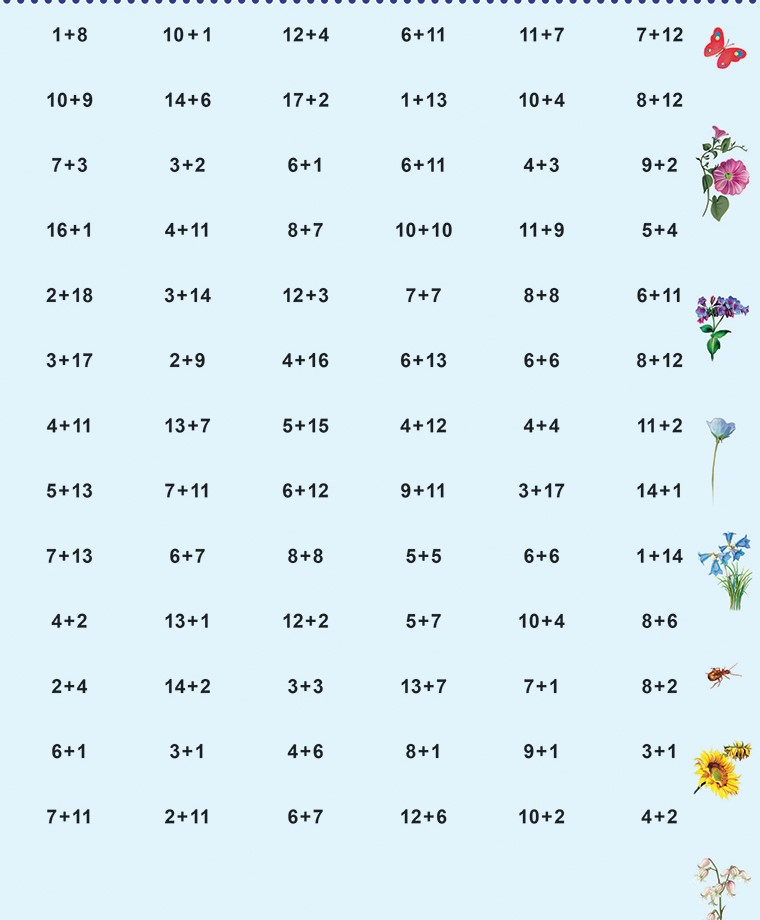 1+8 10+1 12+4 6+11 11+7 7+12
10+9 14+6 17+2 1+13 10+4 8+12
7+3 3+2 6+1 6+11 4+3 9+2
16+1 4+11 8+7 10+10 11+9 5+4
2+18 3+14 12+3 7+7 8+8 6+11
3+17 2+9 4+16 6+13 6+6 8+12
4+11 13+7 5+15 4+12 4+4 11+2
5+13 7+11 6+12 9+11 3+17 14+1
7+13 6+7 8+8 5+5 6+6 1+14
4+2 13+1 12+2 5+7 10+4 8+6
2+4 14+2 3+3 13+7 7+1 8+2
6+1 3+1 4+6 8+1 9+1 3+1
7+11 2+11 6+7 12+6 10+2 4+2